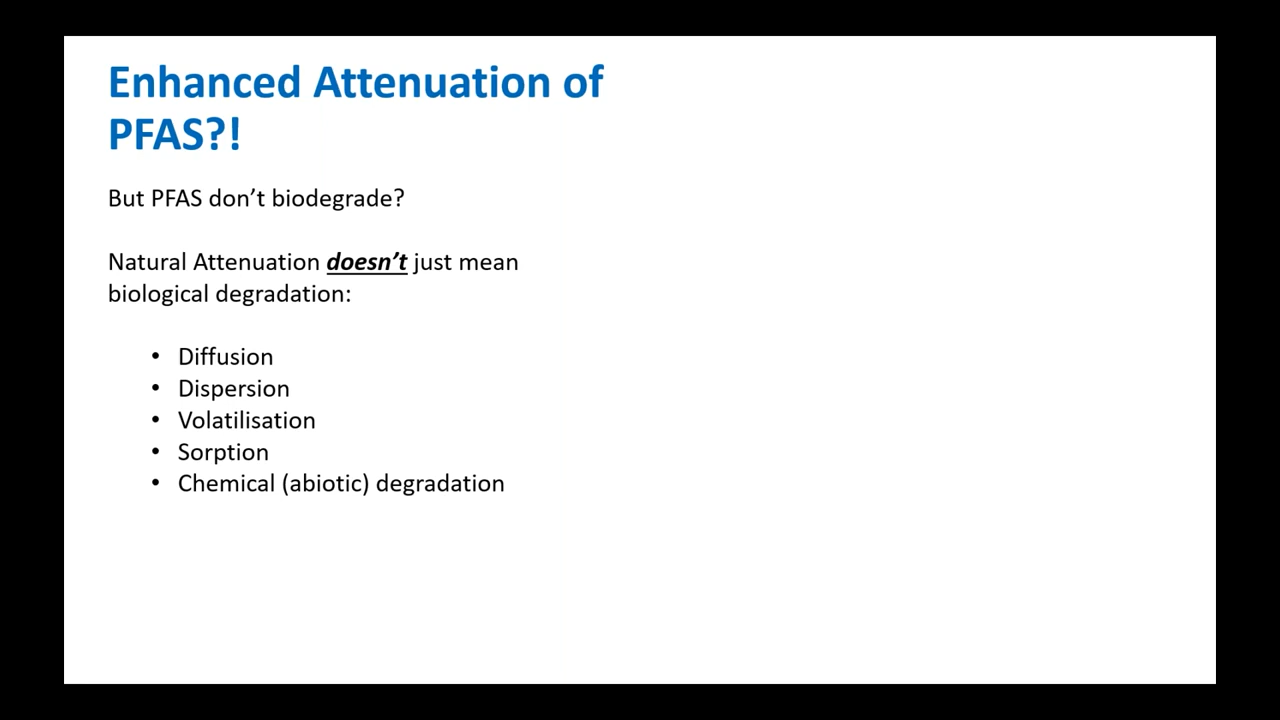 Enhanced Attenuation of
PFAS?!
But PFAS don’t biodegrade?
Natural Attenuation doesn’t just mean
biological degradation:
• Diffusion
• Dispersion
• Volatilisation
• Sorption
• Chemical (abiotic) degradation